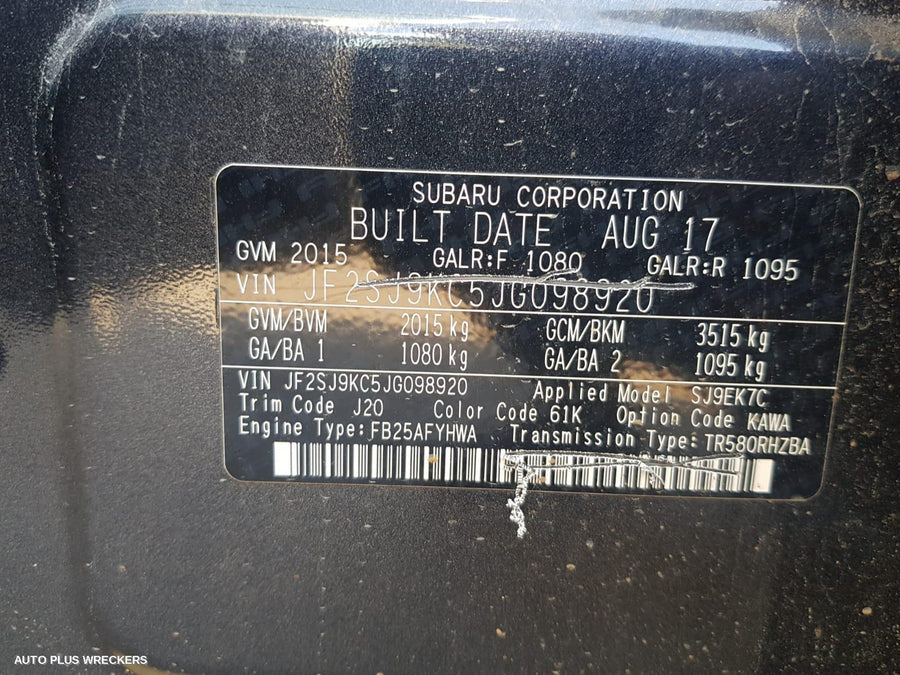 SUBARU CORPORATION
BUILT DATE AUG 17
GVM 2015 GALR:F 1080 GALR:R 1095
VIN JF2SJ9KC5JG098920
GVM/BVM 2015 kg GCM/BKM 3515 kg
GA/BA 1 1080 kg GA/BA 2 1095 kg
VIN JF2SJ9KC5JG098920 Applied Model SJ9EK7C
Trim Code J20 Color Code 61K Option Code KAWA
Engine Type:FB25AFYHWA Transmission Type:TR580RHZBA
AUTO PLUS WRECKERS